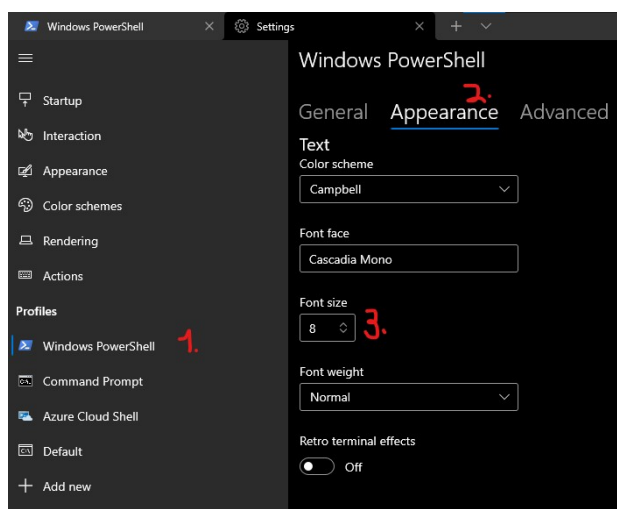 Windows PowerShell
Settings
Startup
Interaction
Appearance
Color schemes
Rendering
Actions
Profiles
Windows PowerShell 1.
Command Prompt
Azure Cloud Shell
Default
Add new
Windows PowerShell
2.
General Appearance Advanced
Text
Color scheme
Campbell
Font face
Cascadia Mono
Font size
8 3.
Font weight
Normal
Retro terminal effects
Off